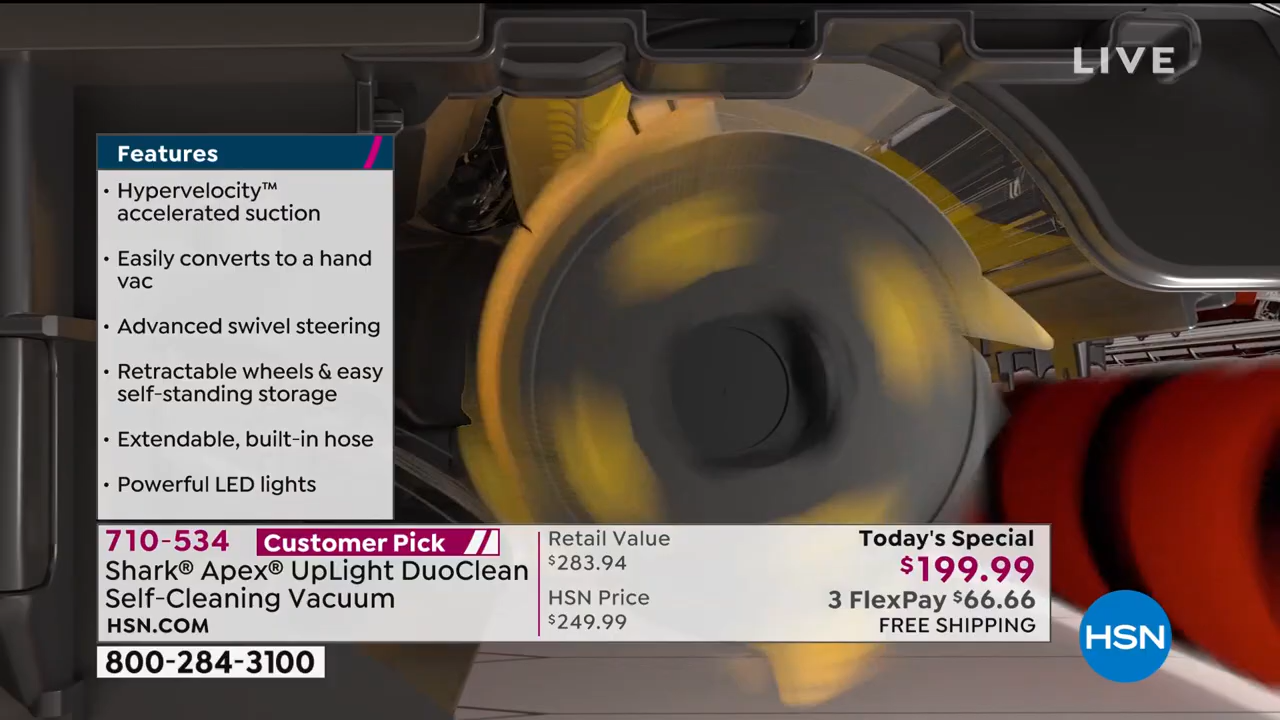 LIVE
Features
• Hypervelocity™
accelerated suction
• Easily converts to a hand
vac
• Advanced swivel steering
• Retractable wheels & easy
self-standing storage
• Extendable, built-in hose
• Powerful LED lights
710-534 Customer Pick
Shark® Apex® UpLight DuoClean
Self-Cleaning Vacuum
HSN.COM
Retail Value
$283.94
HSN Price
$249.99
Today's Special
$199.99
3 FlexPay $66.66
FREE SHIPPING
HSN
800-284-3100